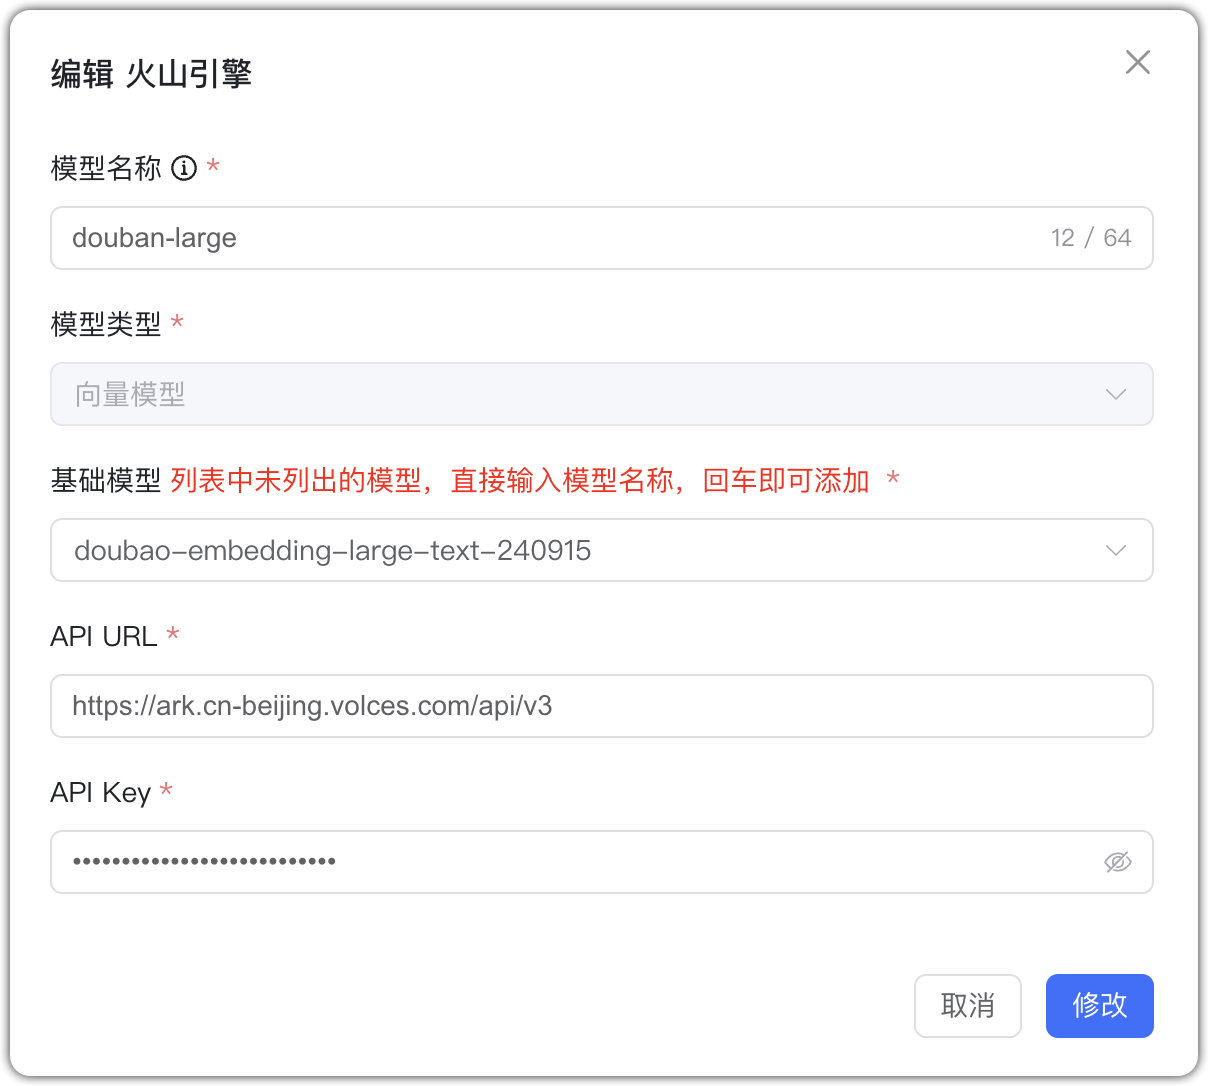 编辑 火山引擎
模型名称 *
douban-large 12 / 64
模型类型 *
向量模型
基础模型 列表中未列出的模型，直接输入模型名称，回车即可添加 *
doubao-embedding-large-text-240915
API URL *
https://ark.cn-beijing.volces.com/api/v3
API Key *
•••••••••••••••••••••••••••
取消 修改